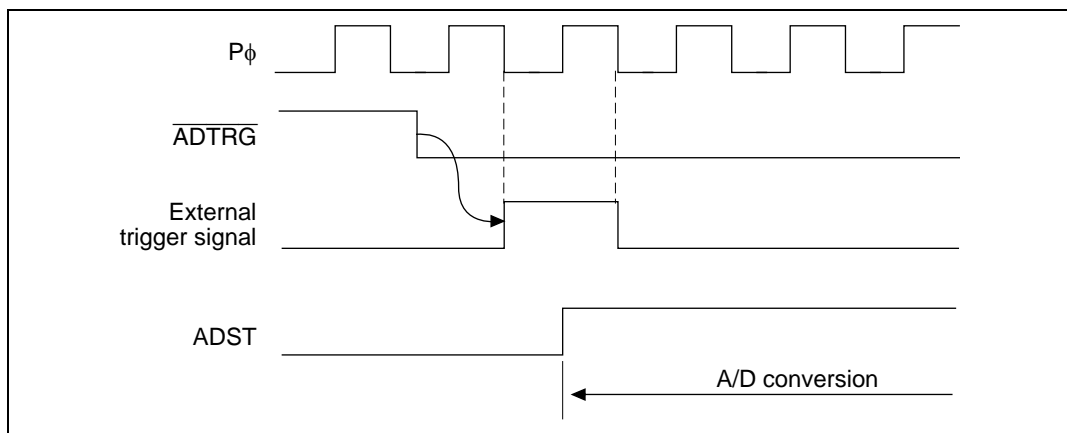 Pϕ
ADTRG
External
trigger signal
ADST
A/D conversion